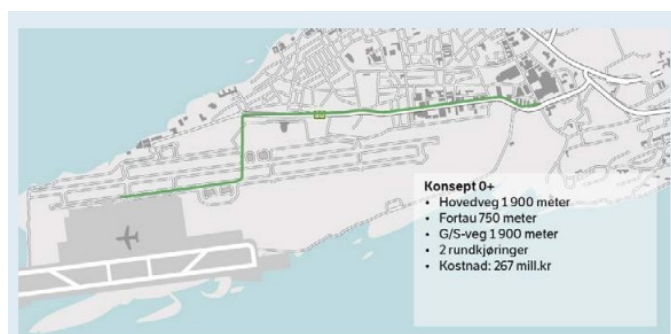 Konsept 0+
• Hovedveg 1 900 meter
• Fortau 750 meter
• G/S-veg 1 900 meter
• 2 rundkjøringer
• Kostnad: 267 mill.kr